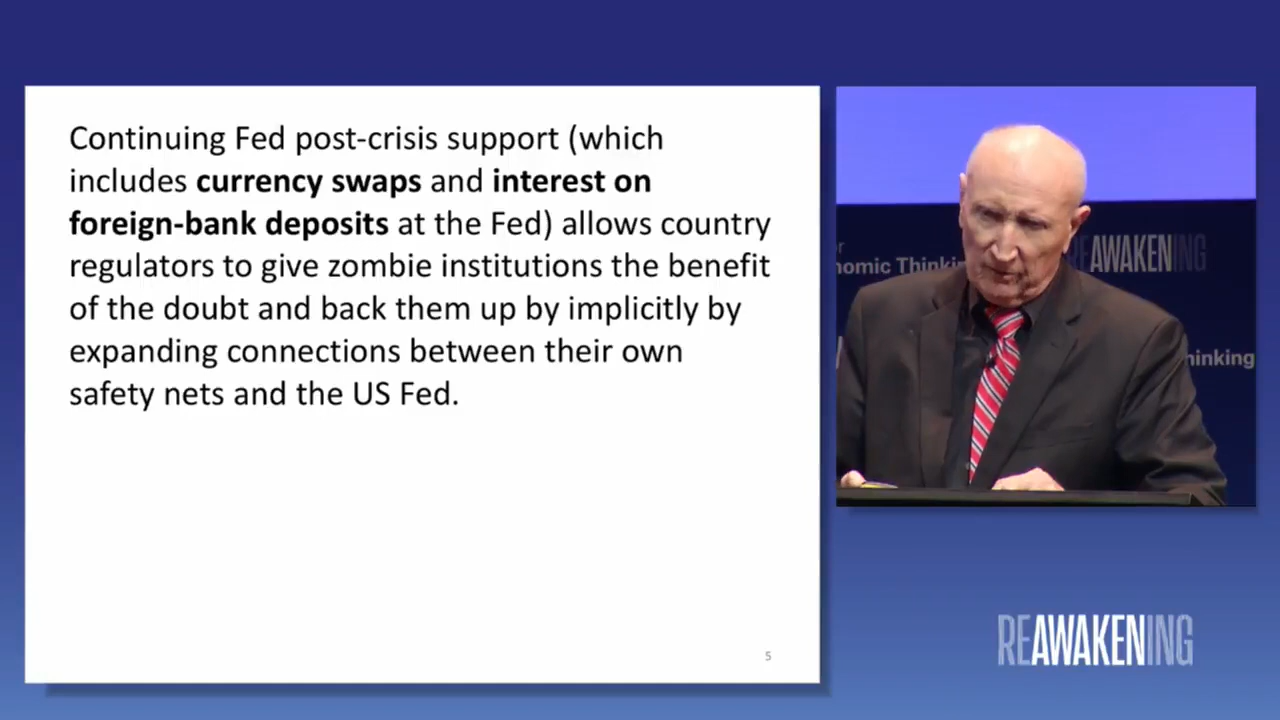 Continuing Fed post-crisis support (which
includes currency swaps and interest on
foreign-bank deposits at the Fed) allows country
regulators to give zombie institutions the benefit
of the doubt and back them up by implicitly by
expanding connections between their own
safety nets and the US Fed.
5
REAWAKENING
REAWAKENING